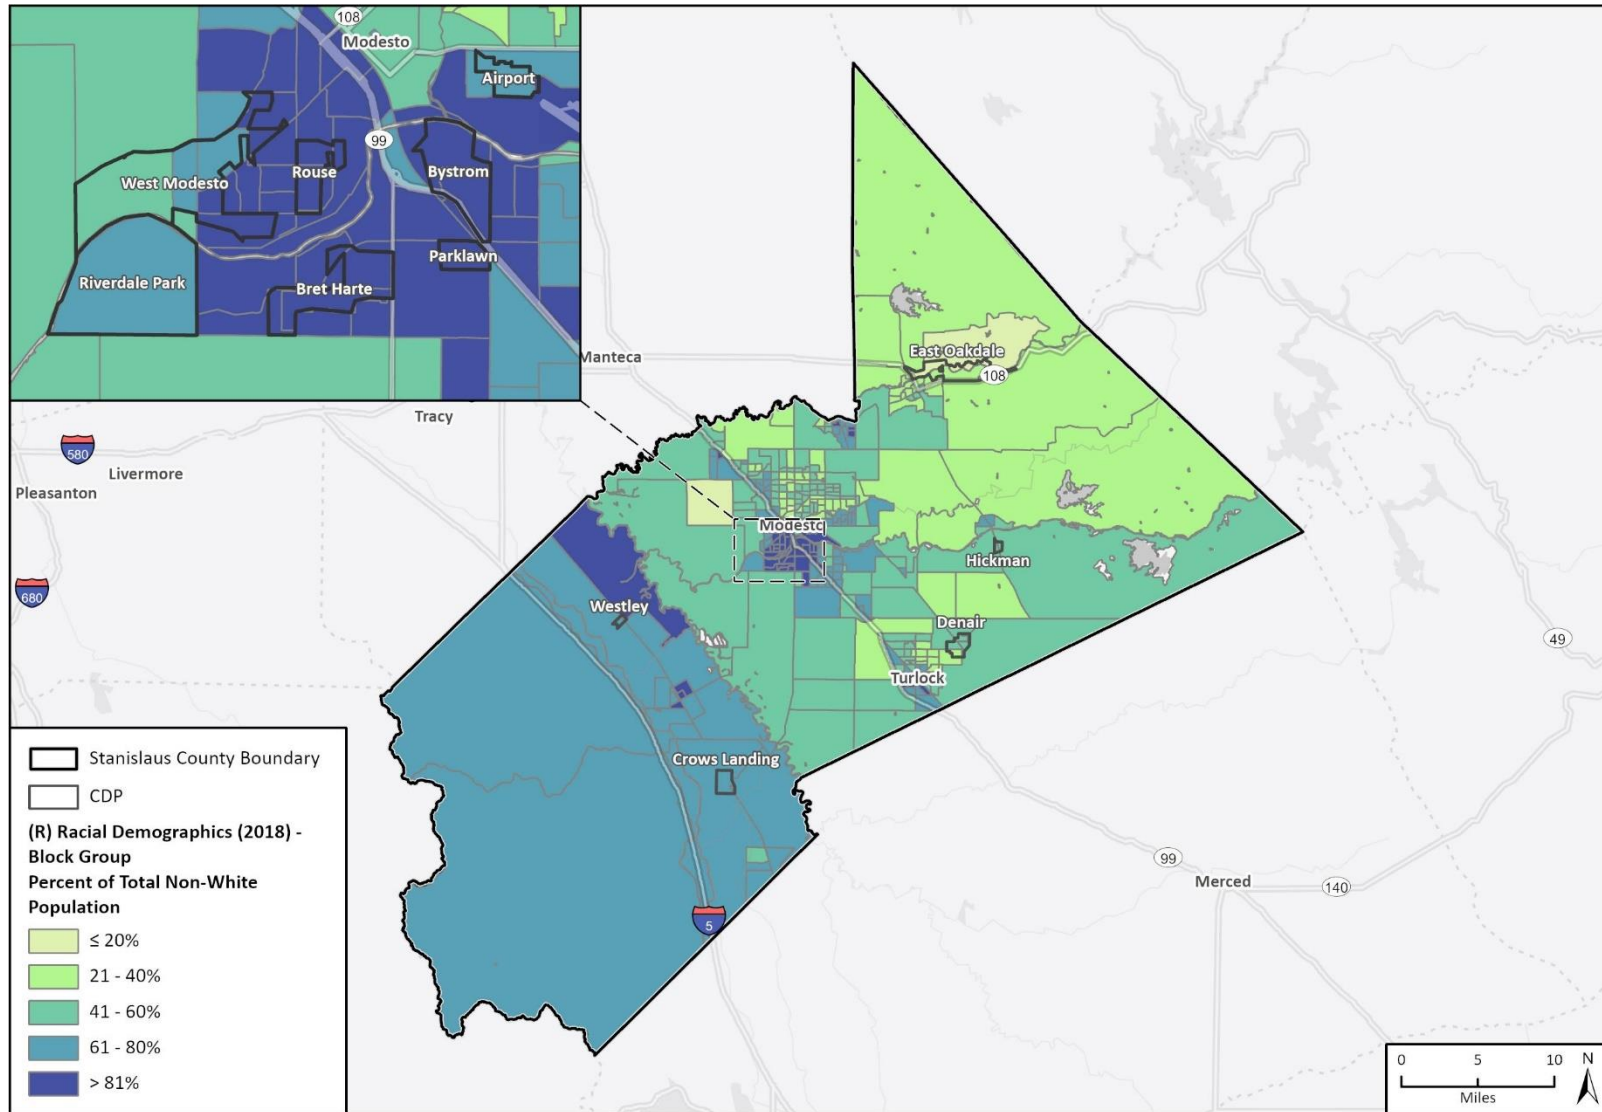 108
Modesto
Airport
99
West Modesto
Rouse
Bystrom
Parklawn
Riverdale Park
Bret Harte
Manteca
Tracy
580
Livermore
Pleasanton
680
East Oakdale
108
Modesto
Hickman
Westley
Denair
Turlock
49
Crows Landing
99
Merced
140
5
Stanislaus County Boundary
CDP
(R) Racial Demographics (2018) -
Block Group
Percent of Total Non-White
Population
≤ 20%
21 - 40%
41 - 60%
61 - 80%
> 81%
0 5 10
Miles
N